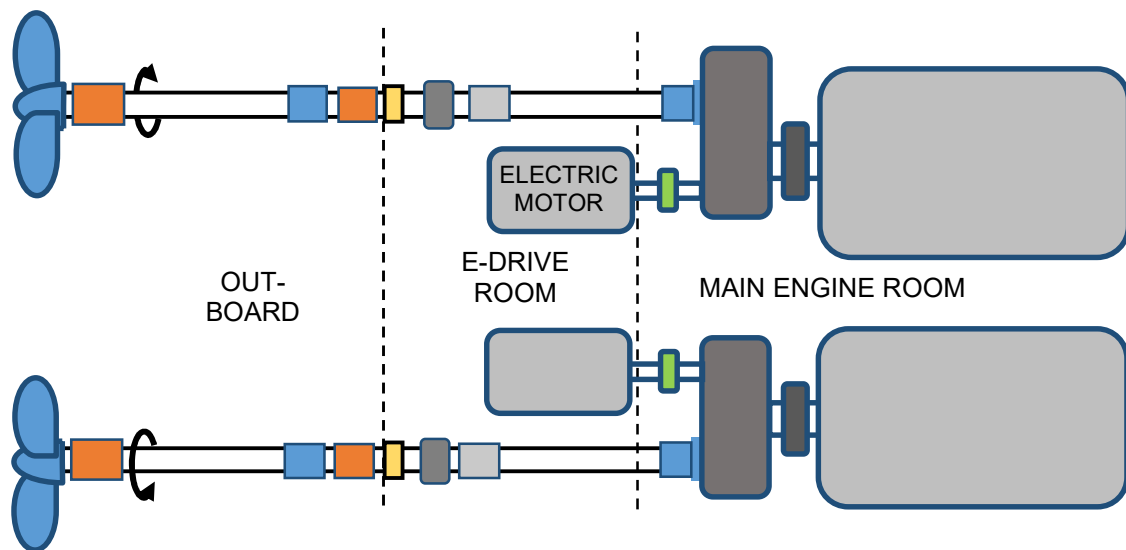 ELECTRIC
MOTOR
OUT-
BOARD
E-DRIVE
ROOM
MAIN ENGINE ROOM